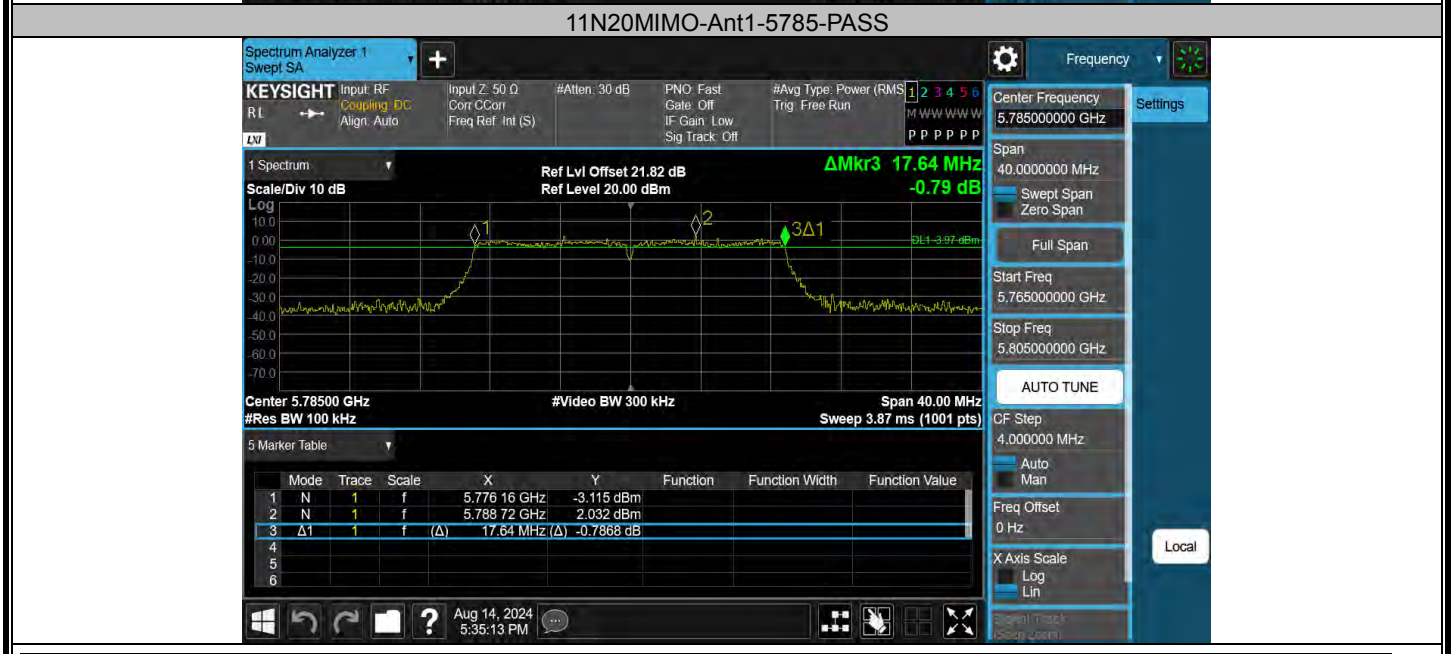 11N20MIMO-Ant1-5785-PASS
Spectrum Analyzer 1
Swept SA
+
Frequency
KEYSIGHT
RL
LXI
Input: RF
Coupling: DC
Align: Auto
Input Z: 50 Ω
Corr CCorr
Freq Ref: Int (S)
#Atten: 30 dB
PNO: Fast
Gate: Off
IF Gain: Low
Sig Track: Off
#Avg Type: Power (RMS
Trig: Free Run
1 2 3 4 5 6
M W W W W W
P P P P P P
Center Frequency
5.785000000 GHz
Settings
1 Spectrum
Scale/Div 10 dB
Ref Lvl Offset 21.82 dB
Ref Level 20.00 dBm
ΔMkr3 17.64 MHz
-0.79 dB
Log
10.0
0.00
-10.0
-20.0
-30.0
-40.0
-50.0
-60.0
-70.0
1
2
3Δ1
DL1 -3.97 dBm
Center 5.78500 GHz
#Video BW 300 kHz
Span 40.00 MHz
#Res BW 100 kHz
Sweep 3.87 ms (1001 pts)
Span
40.0000000 MHz
Swept Span
Zero Span
Full Span
Start Freq
5.765000000 GHz
Stop Freq
5.805000000 GHz
AUTO TUNE
CF Step
4.000000 MHz
Auto
Man
Freq Offset
0 Hz
X Axis Scale
Log
Lin
Signal Track
(Span Zoom)
Local
5 Marker Table
Mode Trace Scale X Y Function Function Width Function Value
1 N 1 f 5.776 16 GHz -3.115 dBm
2 N 1 f 5.788 72 GHz 2.032 dBm
3 Δ1 1 f (Δ) 17.64 MHz (Δ) -0.7868 dB
4
5
6
?
Aug 14, 2024
5:35:13 PM